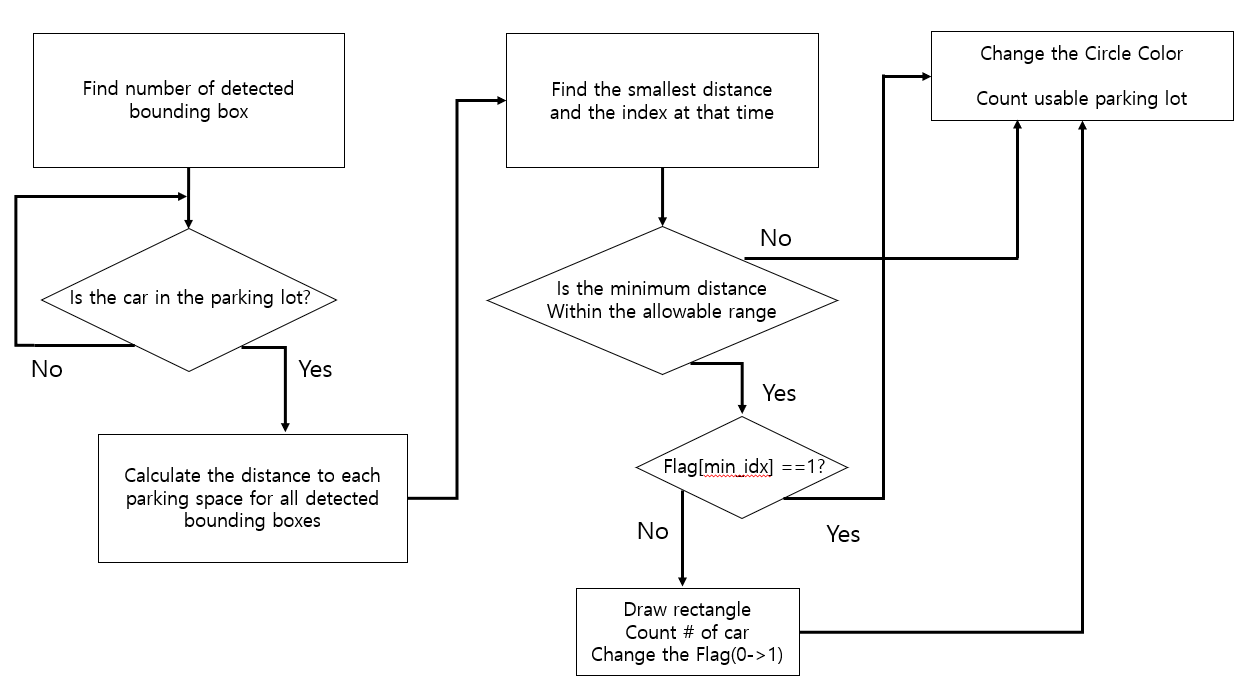 Find number of detected
bounding box
Is the car in the parking lot?
No
Yes
Calculate the distance to each
parking space for all detected
bounding boxes
Find the smallest distance
and the index at that time
Is the minimum distance
Within the allowable range
No
Yes
Flag[min_idx] ==1?
No
Yes
Draw rectangle
Count # of car
Change the Flag(0->1)
Change the Circle Color
Count usable parking lot